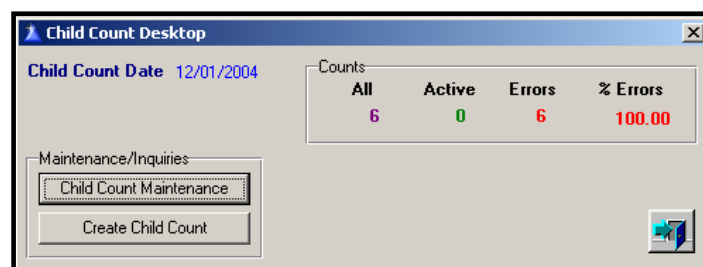 Child Count Desktop
Child Count Date 12/01/2004
Counts
All Active Errors % Errors
6 0 6 100.00
Maintenance/Inquiries
Child Count Maintenance
Create Child Count